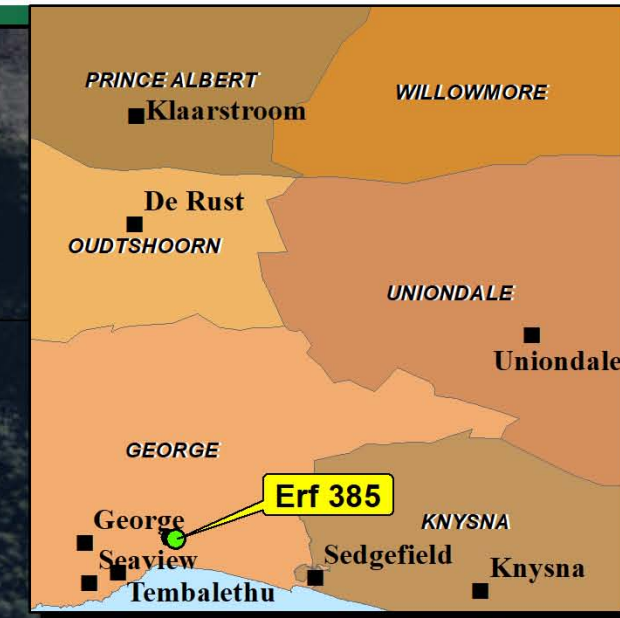 PRINCE ALBERT
WILLOWMORE
Klaarstroom
De Rust
OUDTSHOORN
UNIONDALE
Uniondale
GEORGE
Erf 385
George
KNYSNA
Seaview
Sedgefield
Knysna
Tembalethu